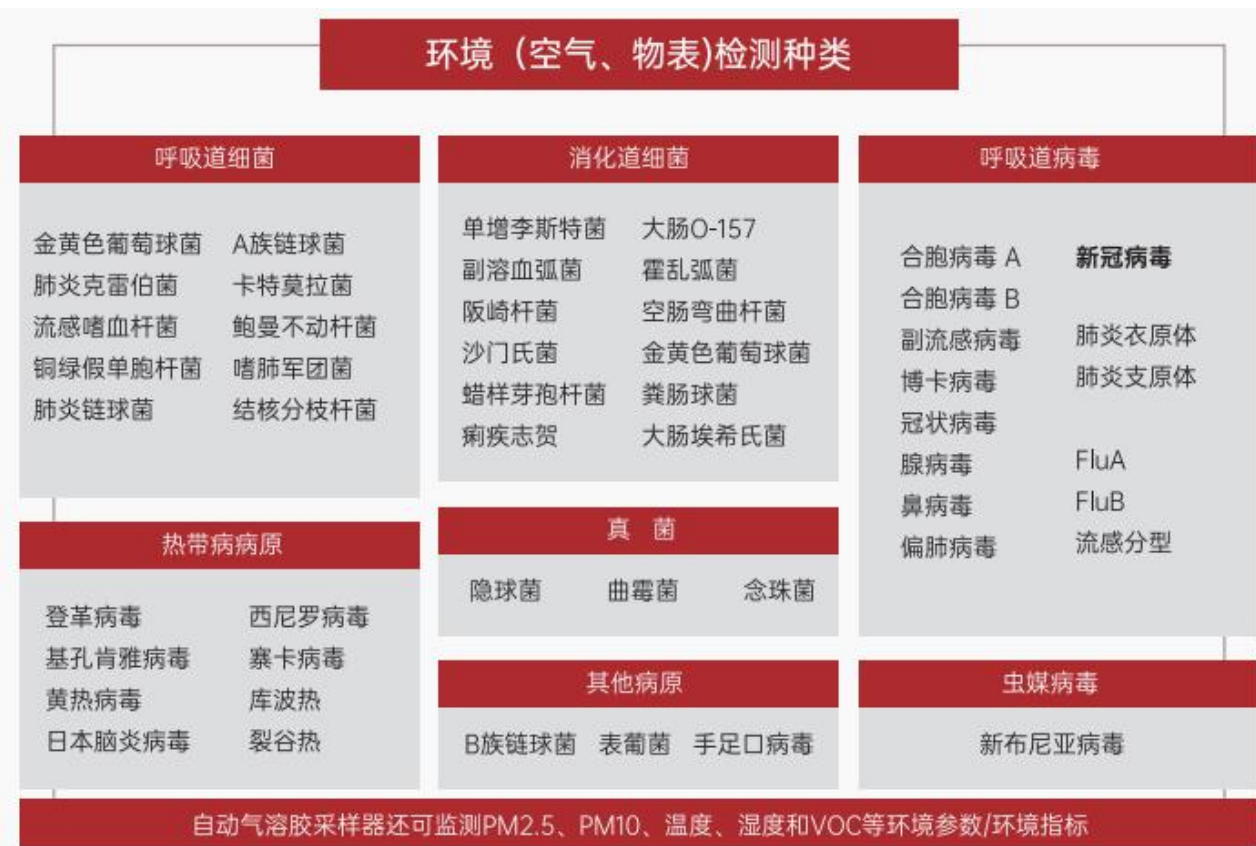 环境（空气、物表)检测种类
呼吸道细菌
金黄色葡萄球菌 A族链球菌
肺炎克雷伯菌 卡特莫拉菌
流感嗜血杆菌 鲍曼不动杆菌
铜绿假单胞杆菌 嗜肺军团菌
肺炎链球菌 结核分枝杆菌
消化道细菌
单增李斯特菌 大肠O-157
副溶血弧菌 霍乱弧菌
阪崎杆菌 空肠弯曲杆菌
沙门氏菌 金黄色葡萄球菌
蜡样芽孢杆菌 粪肠球菌
痢疾志贺 大肠埃希氏菌
呼吸道病毒
合胞病毒 A 新冠病毒
合胞病毒 B
副流感病毒 肺炎衣原体
博卡病毒 肺炎支原体
冠状病毒
腺病毒 FluA
鼻病毒 FluB
偏肺病毒 流感分型
热带病病原
登革病毒 西尼罗病毒
基孔肯雅病毒 寨卡病毒
黄热病毒 库波热
日本脑炎病毒 裂谷热
真 菌
隐球菌 曲霉菌 念珠菌
其他病原
B族链球菌 表葡菌 手足口病毒
虫媒病毒
新布尼亚病毒
自动气溶胶采样器还可监测PM2.5、PM10、温度、湿度和VOC等环境参数/环境指标